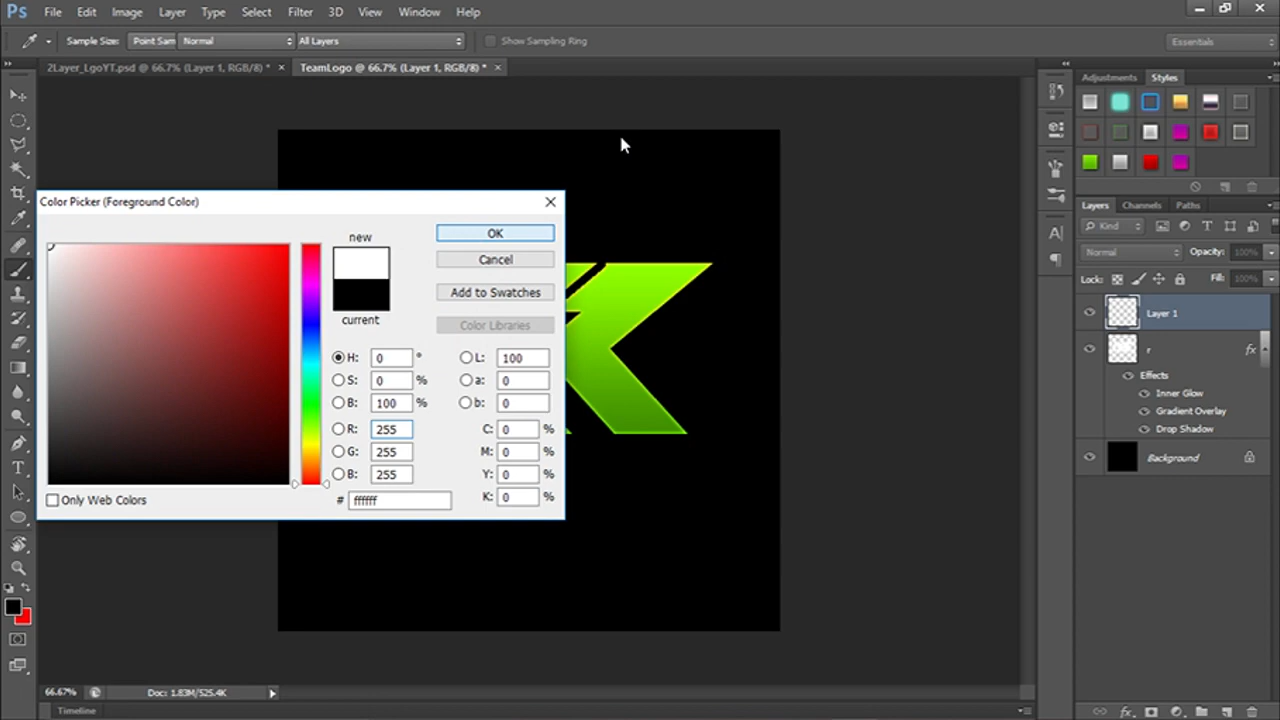 Ps File Edit Image Layer Type Select Filter 3D View Window Help
Sample Size: Point Sam Normal All Layers Show Sampling Ring Essentials
2Layer_LgoYT.psd @ 66.7% (Layer 1, RGB/8) * × TeamLogo @ 66.7% (Layer 1, RGB/8) * ×
Adjustments Styles
Color Picker (Foreground Color)
new
current
OK
Cancel
Add to Swatches
Color Libraries
H: 0 ° L: 100
S: 0 % a: 0
B: 100 % b: 0
R: 255 C: 0 %
G: 255 M: 0 %
B: 255 Y: 0 %
# ffffff K: 0 %
Only Web Colors
Layers Channels Paths
Kind
Normal Opacity: 100%
Lock: Fill: 100%
Layer 1
r fx
Effects
Inner Glow
Gradient Overlay
Drop Shadow
Background
66.67% Doc: 1.83M/525.4K
Timeline